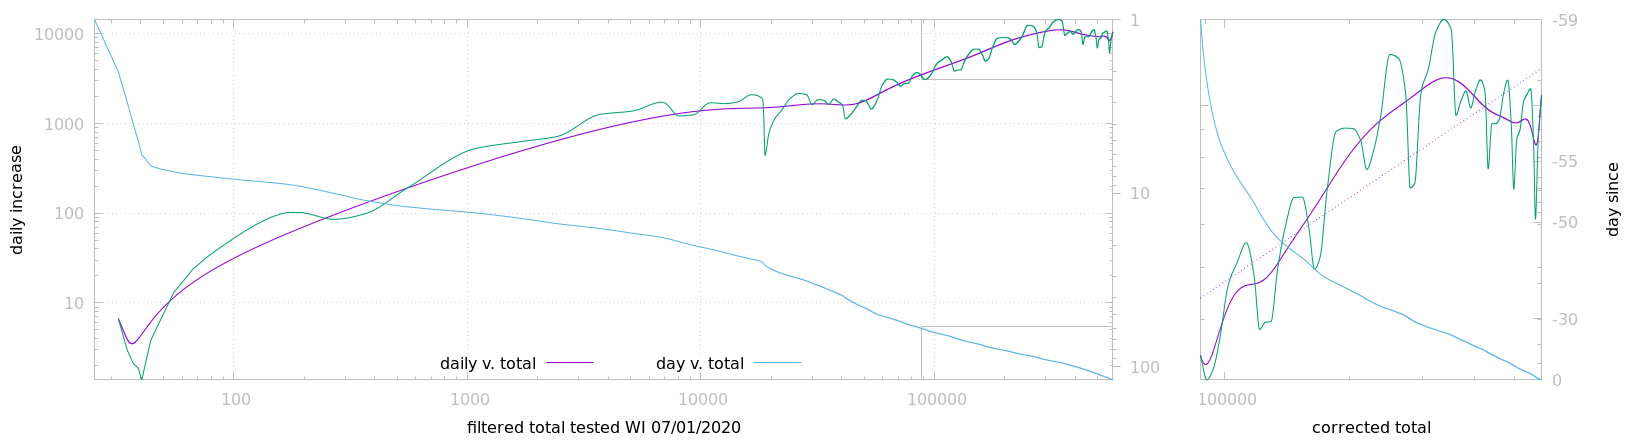 daily increase
10000
1000
100
10
100
1000
10000
100000
1
10
100
daily v. total
day v. total
filtered total tested WI 07/01/2020
100000
corrected total
-59
-55
-50
-30
0
day since